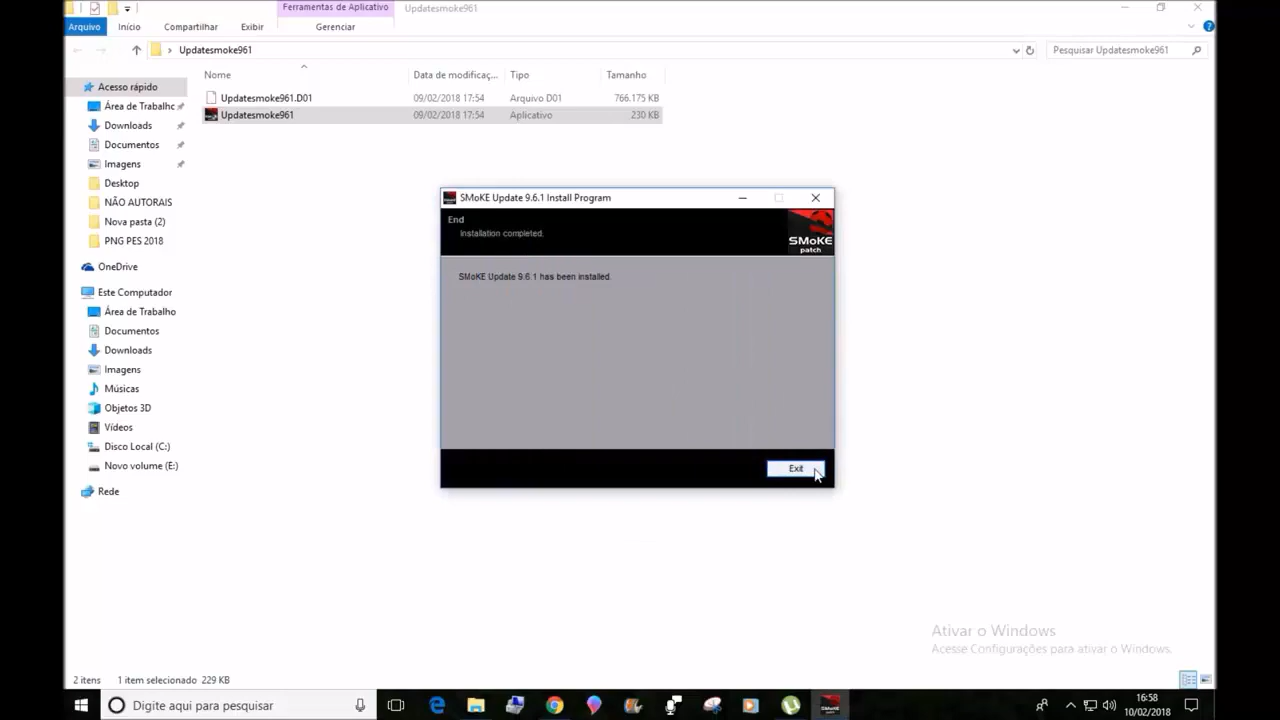 Ferramentas de Aplicativo
Updatesmoke961
Arquivo
Início
Compartilhar
Exibir
Gerenciar
Updatesmoke961
Pesquisar Updatesmoke961
Nome
Data de modificaç...
Tipo
Tamanho
Acesso rápido
Updatesmoke961.D01
09/02/2018 17:54
Arquivo D01
766.175 KB
Updatesmoke961
09/02/2018 17:54
Aplicativo
230 KB
Área de Trabalhc
Downloads
Documentos
Imagens
Desktop
NÃO AUTORAIS
Nova pasta (2)
PNG PES 2018
OneDrive
Este Computador
Área de Trabalho
Documentos
Downloads
Imagens
Músicas
Objetos 3D
Vídeos
Disco Local (C:)
Novo volume (E:)
Rede
SMoKE Update 9.6.1 Install Program
End
Installation completed.
SMoKE
patch
SMoKE Update 9.6.1 has been installed.
Exit
Ativar o Windows
Acesse Configurações para ativar o Windows.
2 itens
1 item selecionado 229 KB
Digite aqui para pesquisar
16:58
10/02/2018